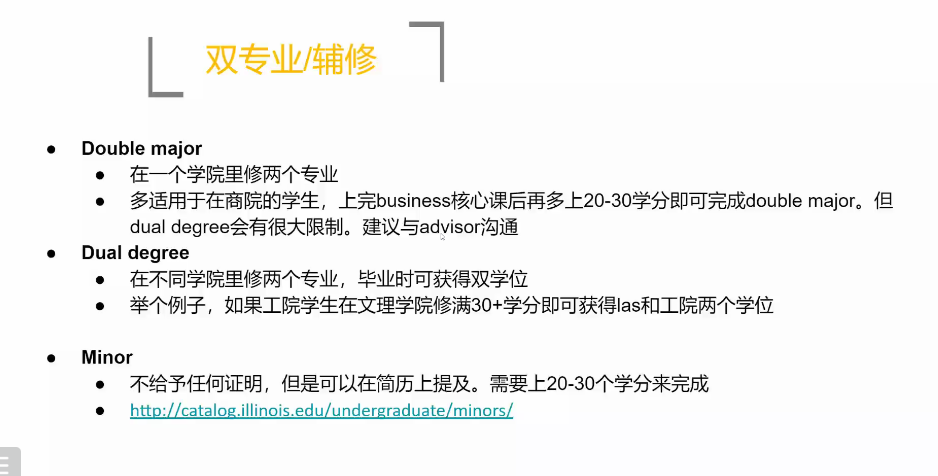 双专业/辅修
● Double major
● 在一个学院里修两个专业
● 多适用于在商院的学生，上完business核心课后再多上20-30学分即可完成double major。但
dual degree会有很大限制。建议与advisor沟通
● Dual degree
● 在不同学院里修两个专业，毕业时可获得双学位
● 举个例子，如果工院学生在文理学院修满30+学分即可获得las和工院两个学位
● Minor
● 不给予任何证明，但是可以在简历上提及。需要上20-30个学分来完成
● http://catalog.illinois.edu/undergraduate/minors/